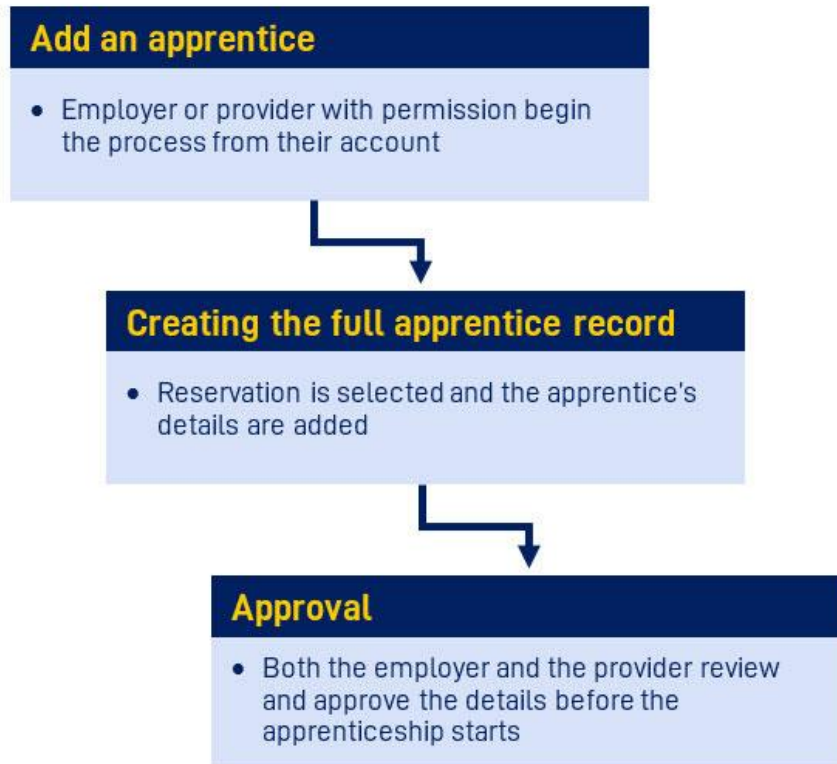 Add an apprentice
• Employer or provider with permission begin
the process from their account
Creating the full apprentice record
• Reservation is selected and the apprentice's
details are added
Approval
• Both the employer and the provider review
and approve the details before the
apprenticeship starts